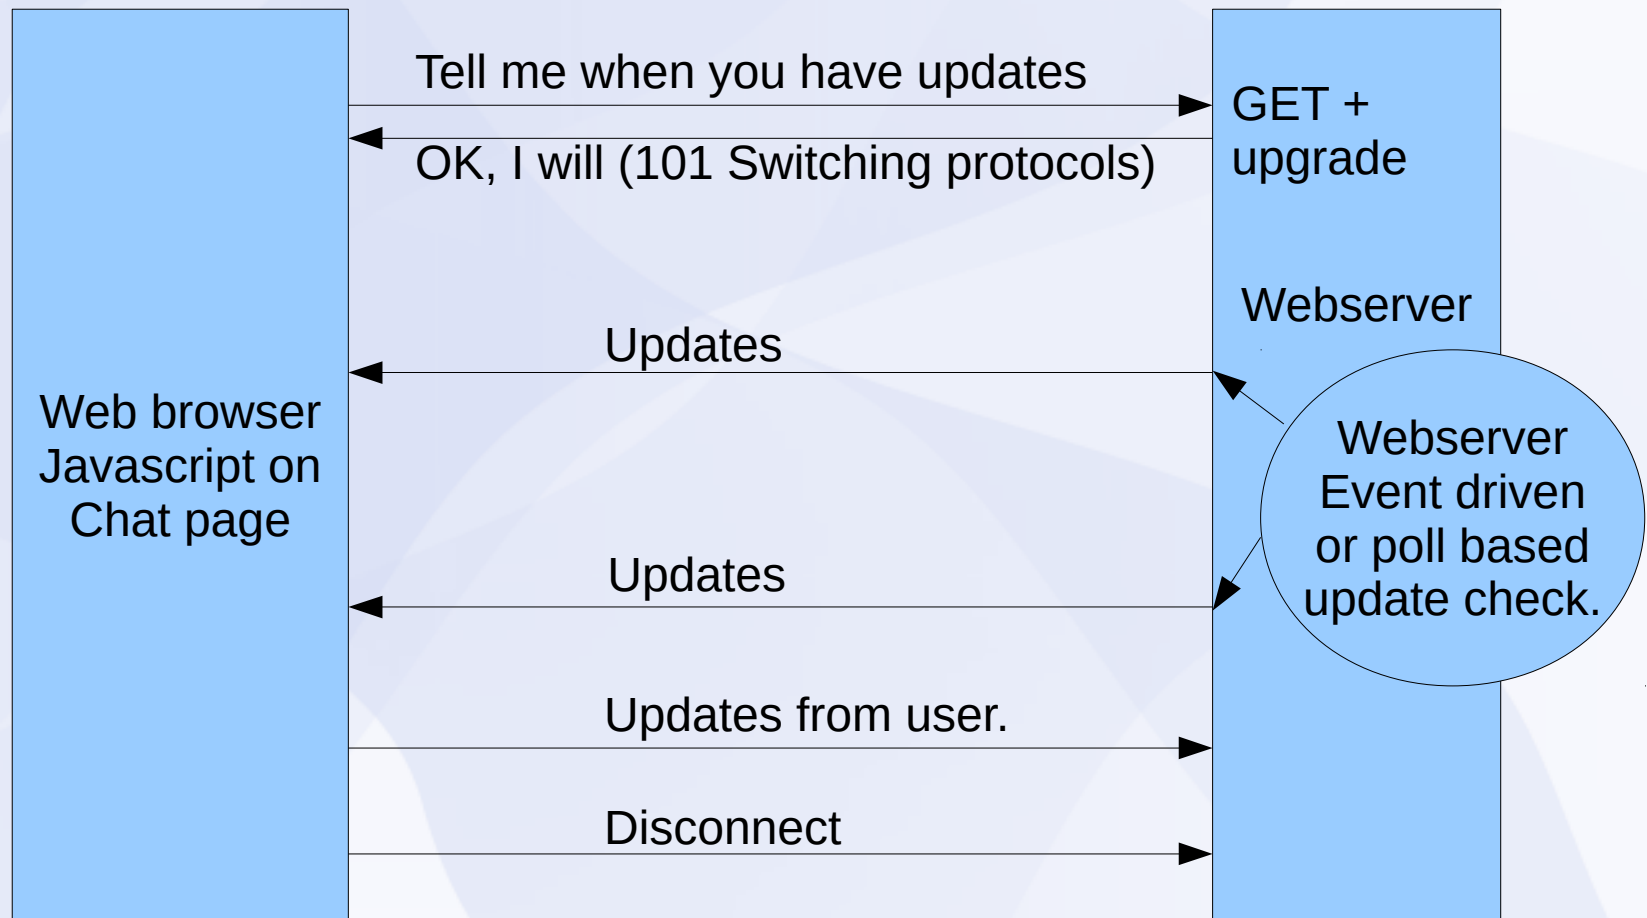 Tell me when you have updates
OK, I will (101 Switching protocols)
GET +
upgrade
Webserver
Updates
Web browser
Javascript on
Chat page
Webserver
Event driven
or poll based
update check.
Updates
Updates from user.
Disconnect